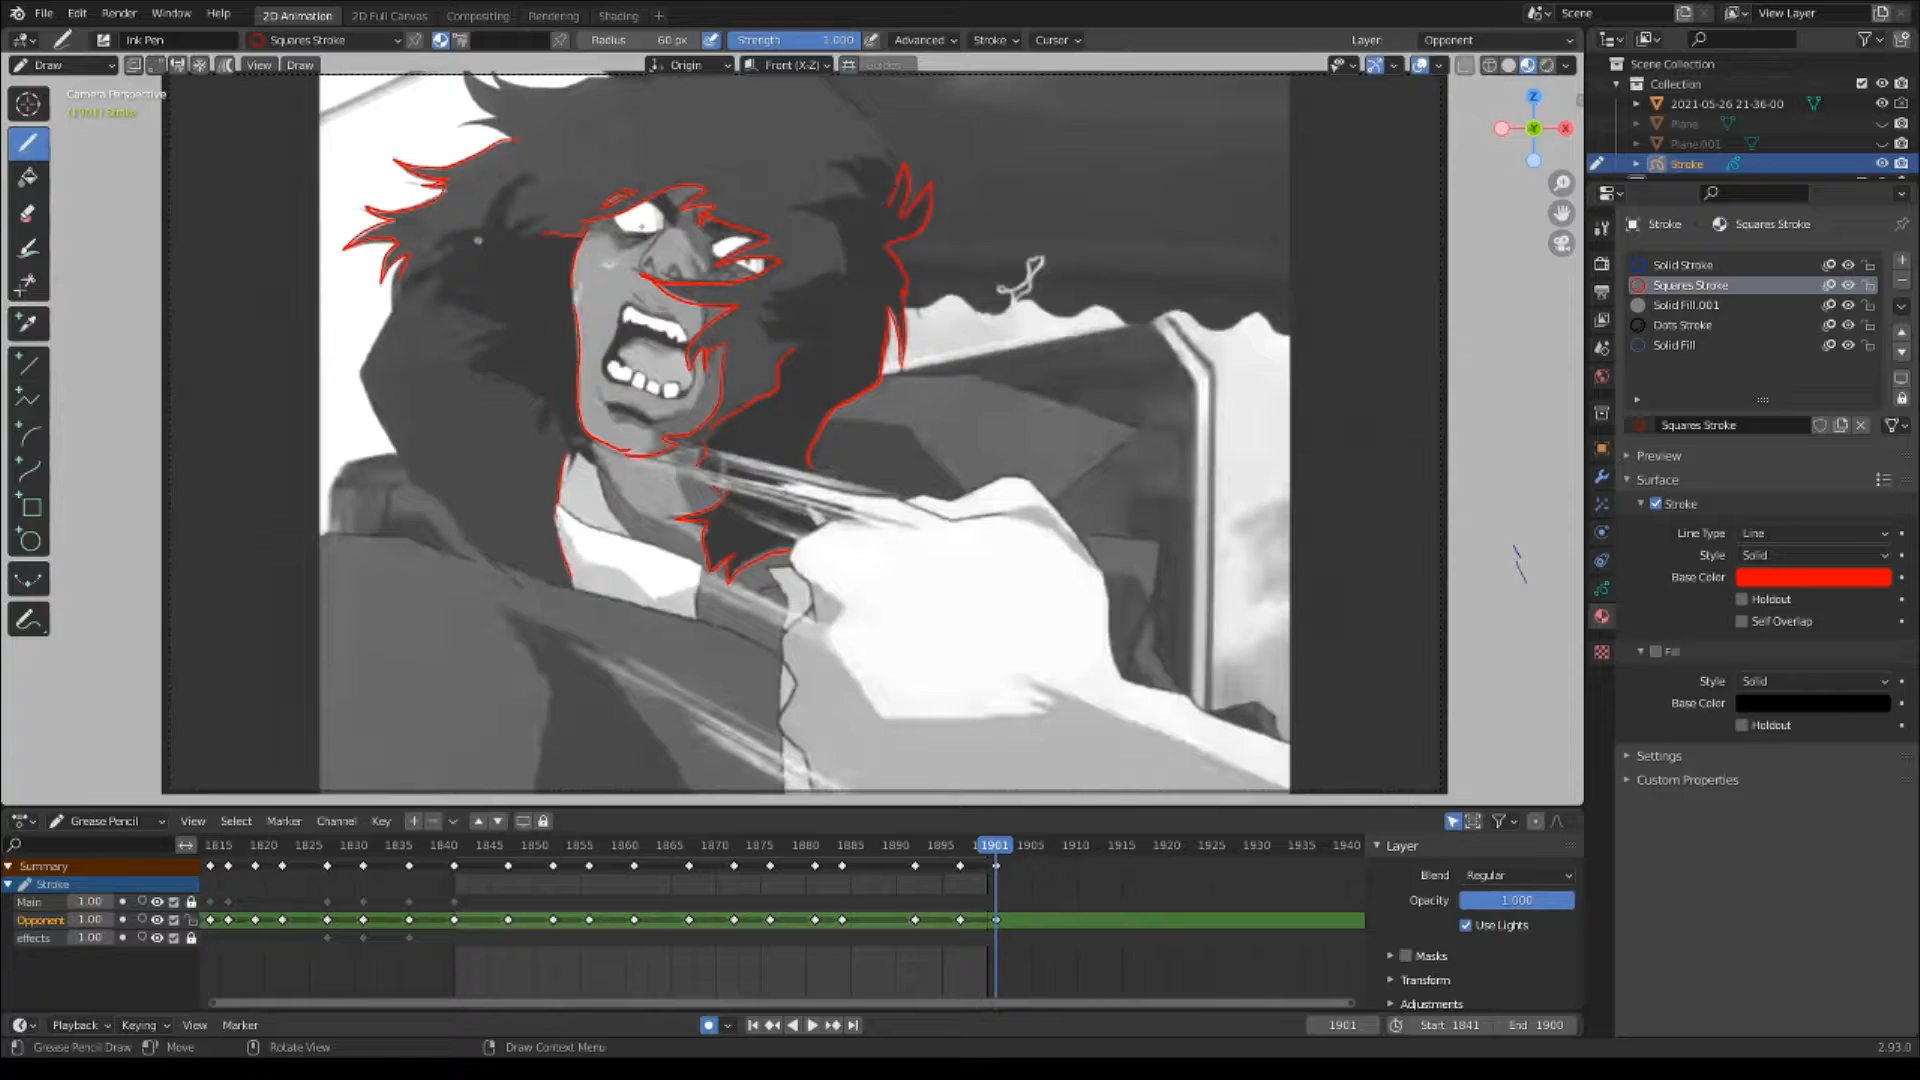 File Edit Render Window Help 2D Animation 2D Full Canvas Compositing Rendering Shading + Scene View Layer
Ink Pen Squares Stroke Radius 60 px Strength 1.000 Advanced Stroke Cursor Layer: Opponent
Draw View Draw Origin Front (X-Z) Guides
Camera Perspective
(1901) Stroke
Z
Y
X
Scene Collection
Collection
2021-05-26 21-36-00
Plane
Plane.001
Stroke
Stroke Squares Stroke
Solid Stroke
Squares Stroke
Solid Fill.001
Dots Stroke
Solid Fill
Squares Stroke
Preview
Surface
Stroke
Line Type Line
Style Solid
Base Color
Holdout
Self Overlap
Fill
Style Solid
Base Color
Holdout
Settings
Custom Properties
Grease Pencil View Select Marker Channel Key
1815 1820 1825 1830 1835 1840 1845 1850 1855 1860 1865 1870 1875 1880 1885 1890 1895 1901 1905 1910 1915 1920 1925 1930 1935 1940
Summary
Stroke
Main 1.00
Opponent 1.00
effects 1.00
Layer
Blend Regular
Opacity 1.000
Use Lights
Masks
Transform
Adjustments
Playback Keying View Marker 1901 Start 1841 End 1900
Grease Pencil Draw Move Rotate View Draw Context Menu 2.93.0